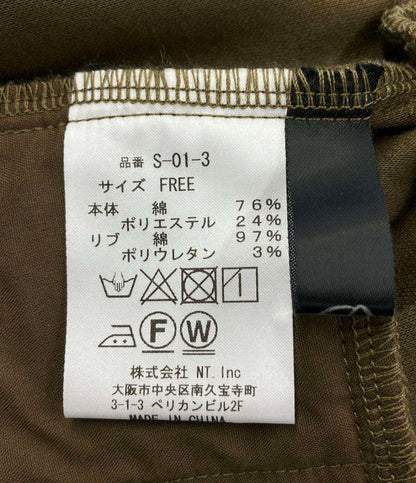 品番 S-01-3
サイズ FREE
本体 綿 76%
ポリエステル 24%
リブ 綿 97%
ポリウレタン 3%
F W
株式会社 NT.Inc
大阪市中央区南久宝寺町
3-1-3 ペリカンビル2F
MADE IN CHINA